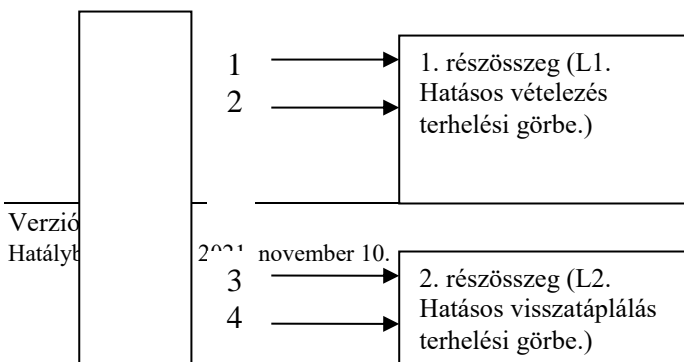 1
2
1. részösszeg (L1.
Hatásos vételezés
terhelési görbe.)
Verzió
november 10.
3
4
2. részösszeg (L2.
Hatásos visszatáplálás
terhelési görbe.)